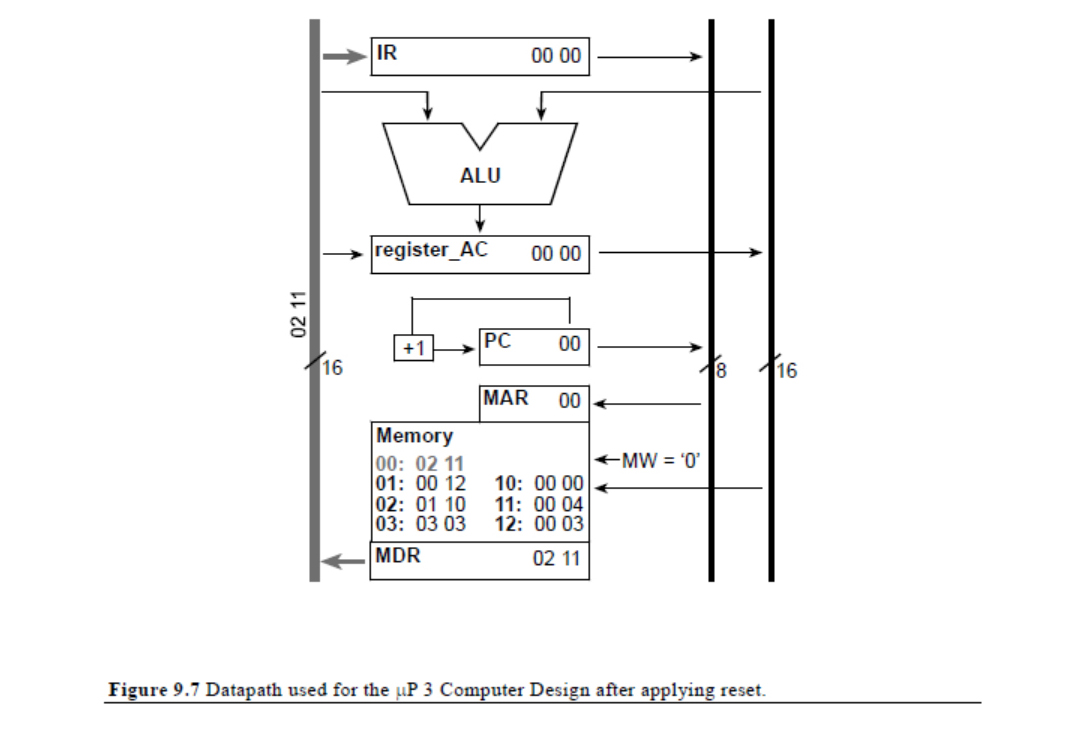 IR 00 00
ALU
register_AC 00 00
02 11
+1 PC 00
16 8 16
MAR 00
Memory
MW = ‘0’
00: 02 11
01: 00 12 10: 00 00
02: 01 10 11: 00 04
03: 03 03 12: 00 03
MDR 02 11
Figure 9.7 Datapath used for the μP 3 Computer Design after applying reset.